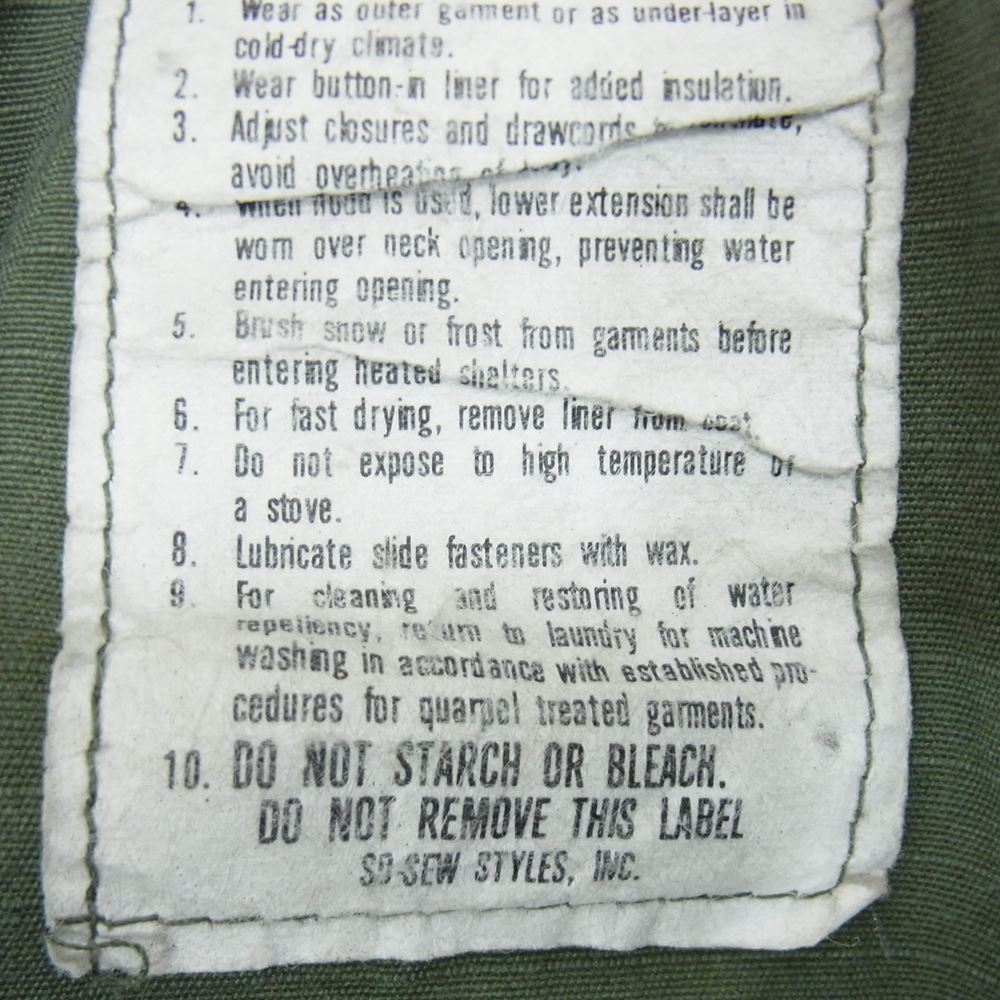 1. Wear as outer garment or as under-layer in
cold-dry climate.
2. Wear button-in liner for added insulation.
3. Adjust closures and drawcords climate,
avoid overheating of body.
4. When hood is used, lower extension shall be
worn over neck opening, preventing water
entering opening.
5. Brush snow or frost from garments before
entering heated shelters.
6. For fast drying, remove liner from coat.
7. Do not expose to high temperature of
a stove.
8. Lubricate slide fasteners with wax.
9. For cleaning and restoring of water
repellency, return to laundry for machine
washing in accordance with established pro-
cedures for quarpel treated garments.
10. DO NOT STARCH OR BLEACH.
DO NOT REMOVE THIS LABEL
SO-SEW STYLES, INC.